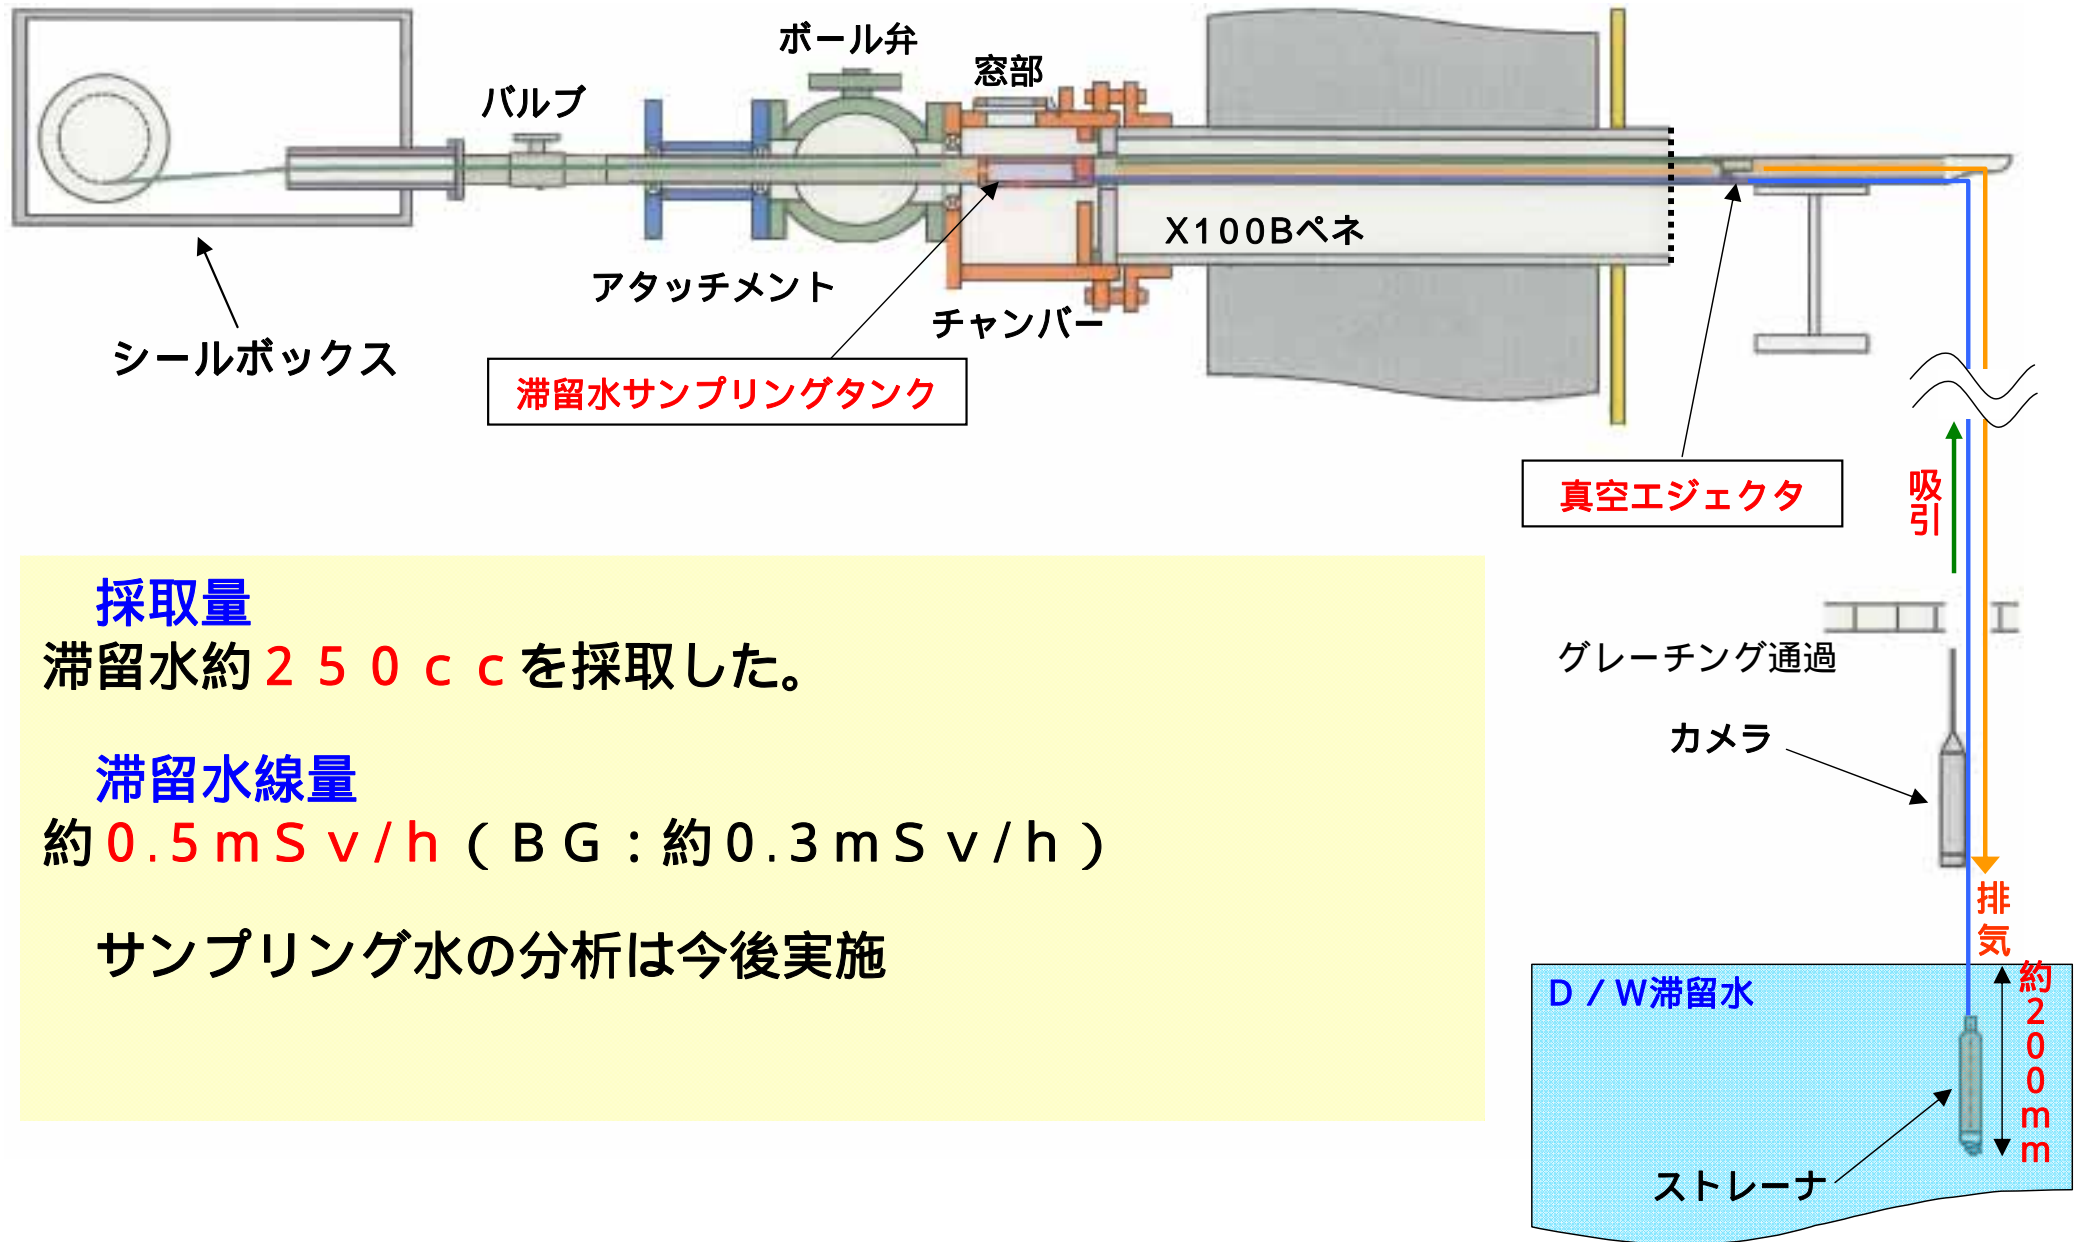 ボール弁
窓部
バルブ
X100Bペネ
アタッチメント
チャンバー
シールボックス
滞留水サンプリングタンク
真空エジェクタ
吸引
採取量
滞留水約２５０ｃｃを採取した。
グレーチング通過
カメラ
滞留水線量
約０.５ｍＳｖ/ｈ（ＢＧ：約０.３ｍＳｖ/ｈ）
排気
サンプリング水の分析は今後実施
Ｄ／Ｗ滞留水
約２００ｍｍ
ストレーナ